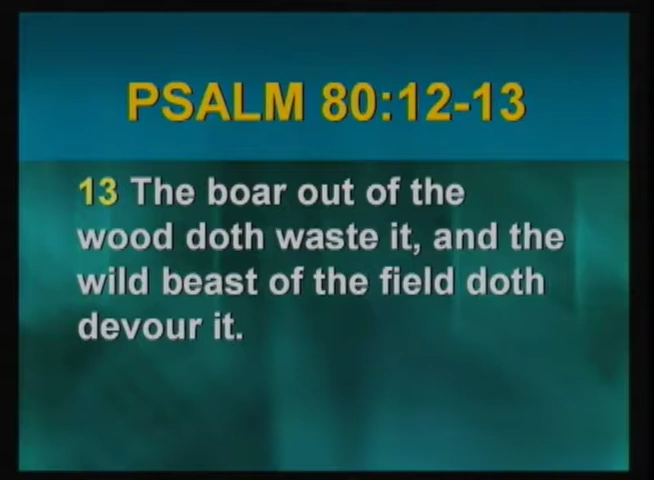 PSALM 80:12-13
13 The boar out of the
wood doth waste it, and the
wild beast of the field doth
devour it.